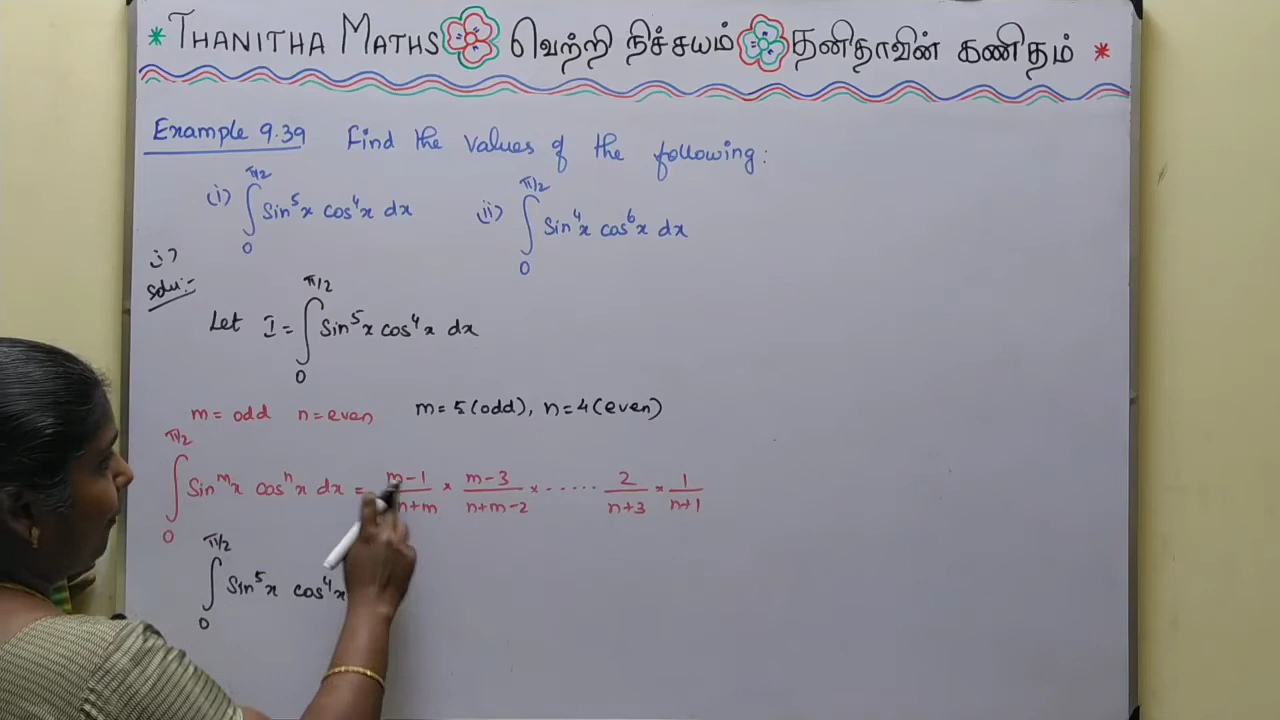 * THANITHA MATHS வெற்றி நிச்சயம் தனிதாவின் கணிதம் *
Example 9.39 Find the values of the following:
(i) ∫₀^{π/2} Sin⁵x cos⁴x dx (ii) ∫₀^{π/2} Sin⁴x cos⁶x dx
i)
Solu:-
Let I = ∫₀^{π/2} Sin⁵x cos⁴x dx
m = odd n = even m = 5 (odd), n = 4 (even)
∫₀^{π/2} Sin^m x cos^n x dx = (m-1)/(n+m) × (m-3)/(n+m-2) × ..... 2/(n+3) × 1/(n+1)
∫₀^{π/2} Sin⁵x cos⁴x